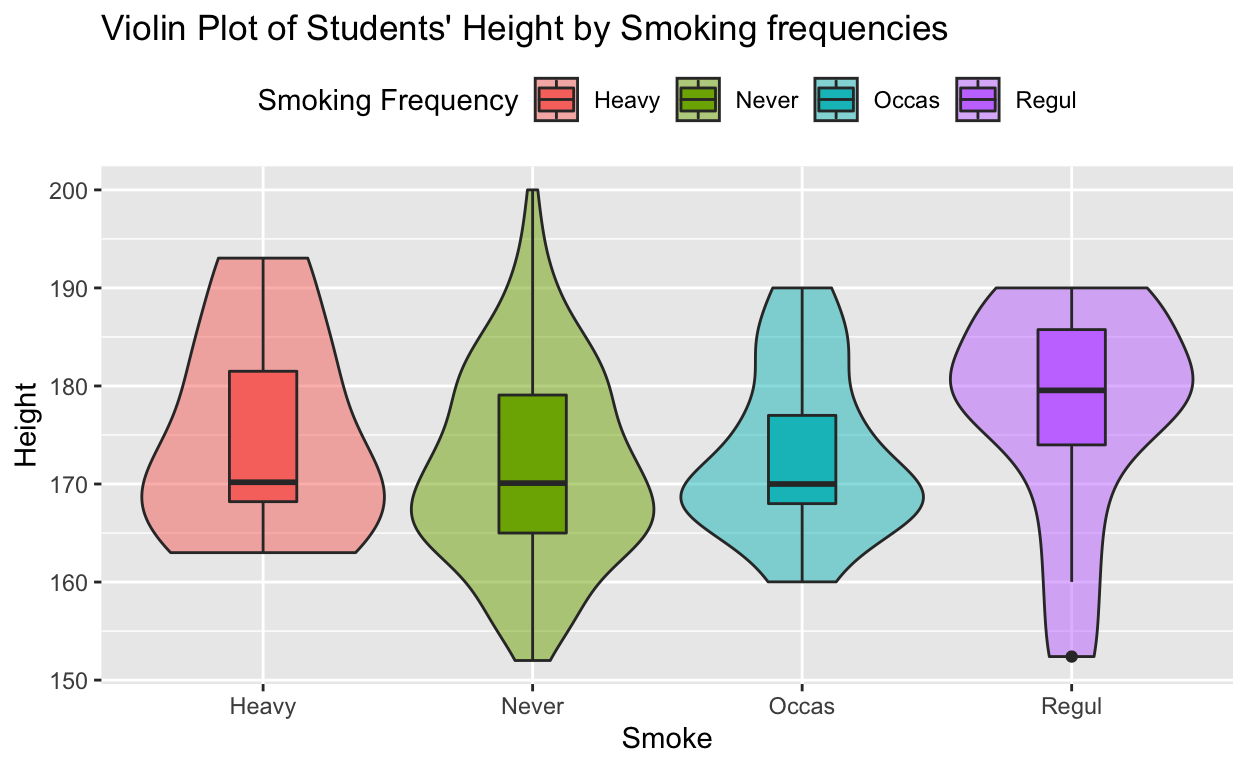 Violin Plot of Students' Height by Smoking frequencies
Smoking Frequency Heavy Never Occas Regul
Height
200
190
180
170
160
150
Heavy Never Occas Regul
Smoke